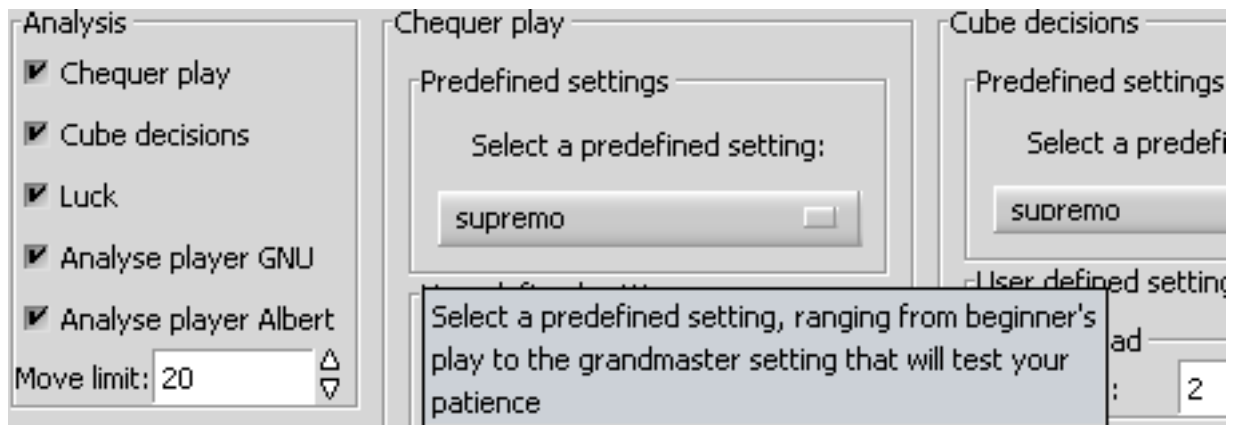 Analysis
Chequer play
Cube decisions
Luck
Analyse player GNU
Analyse player Albert
Move limit: 20
Chequer play
Predefined settings
Select a predefined setting:
supremo
Select a predefined setting, ranging from beginner's
play to the grandmaster setting that will test your
patience
Cube decisions
Predefined settings
Select a predefi
supremo
User defined setting
ad
: 2